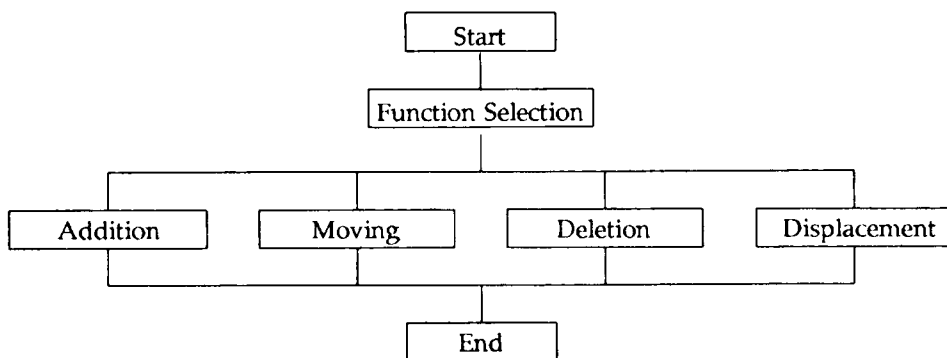 Start
Function Selection
Addition
Moving
Deletion
Displacement
End